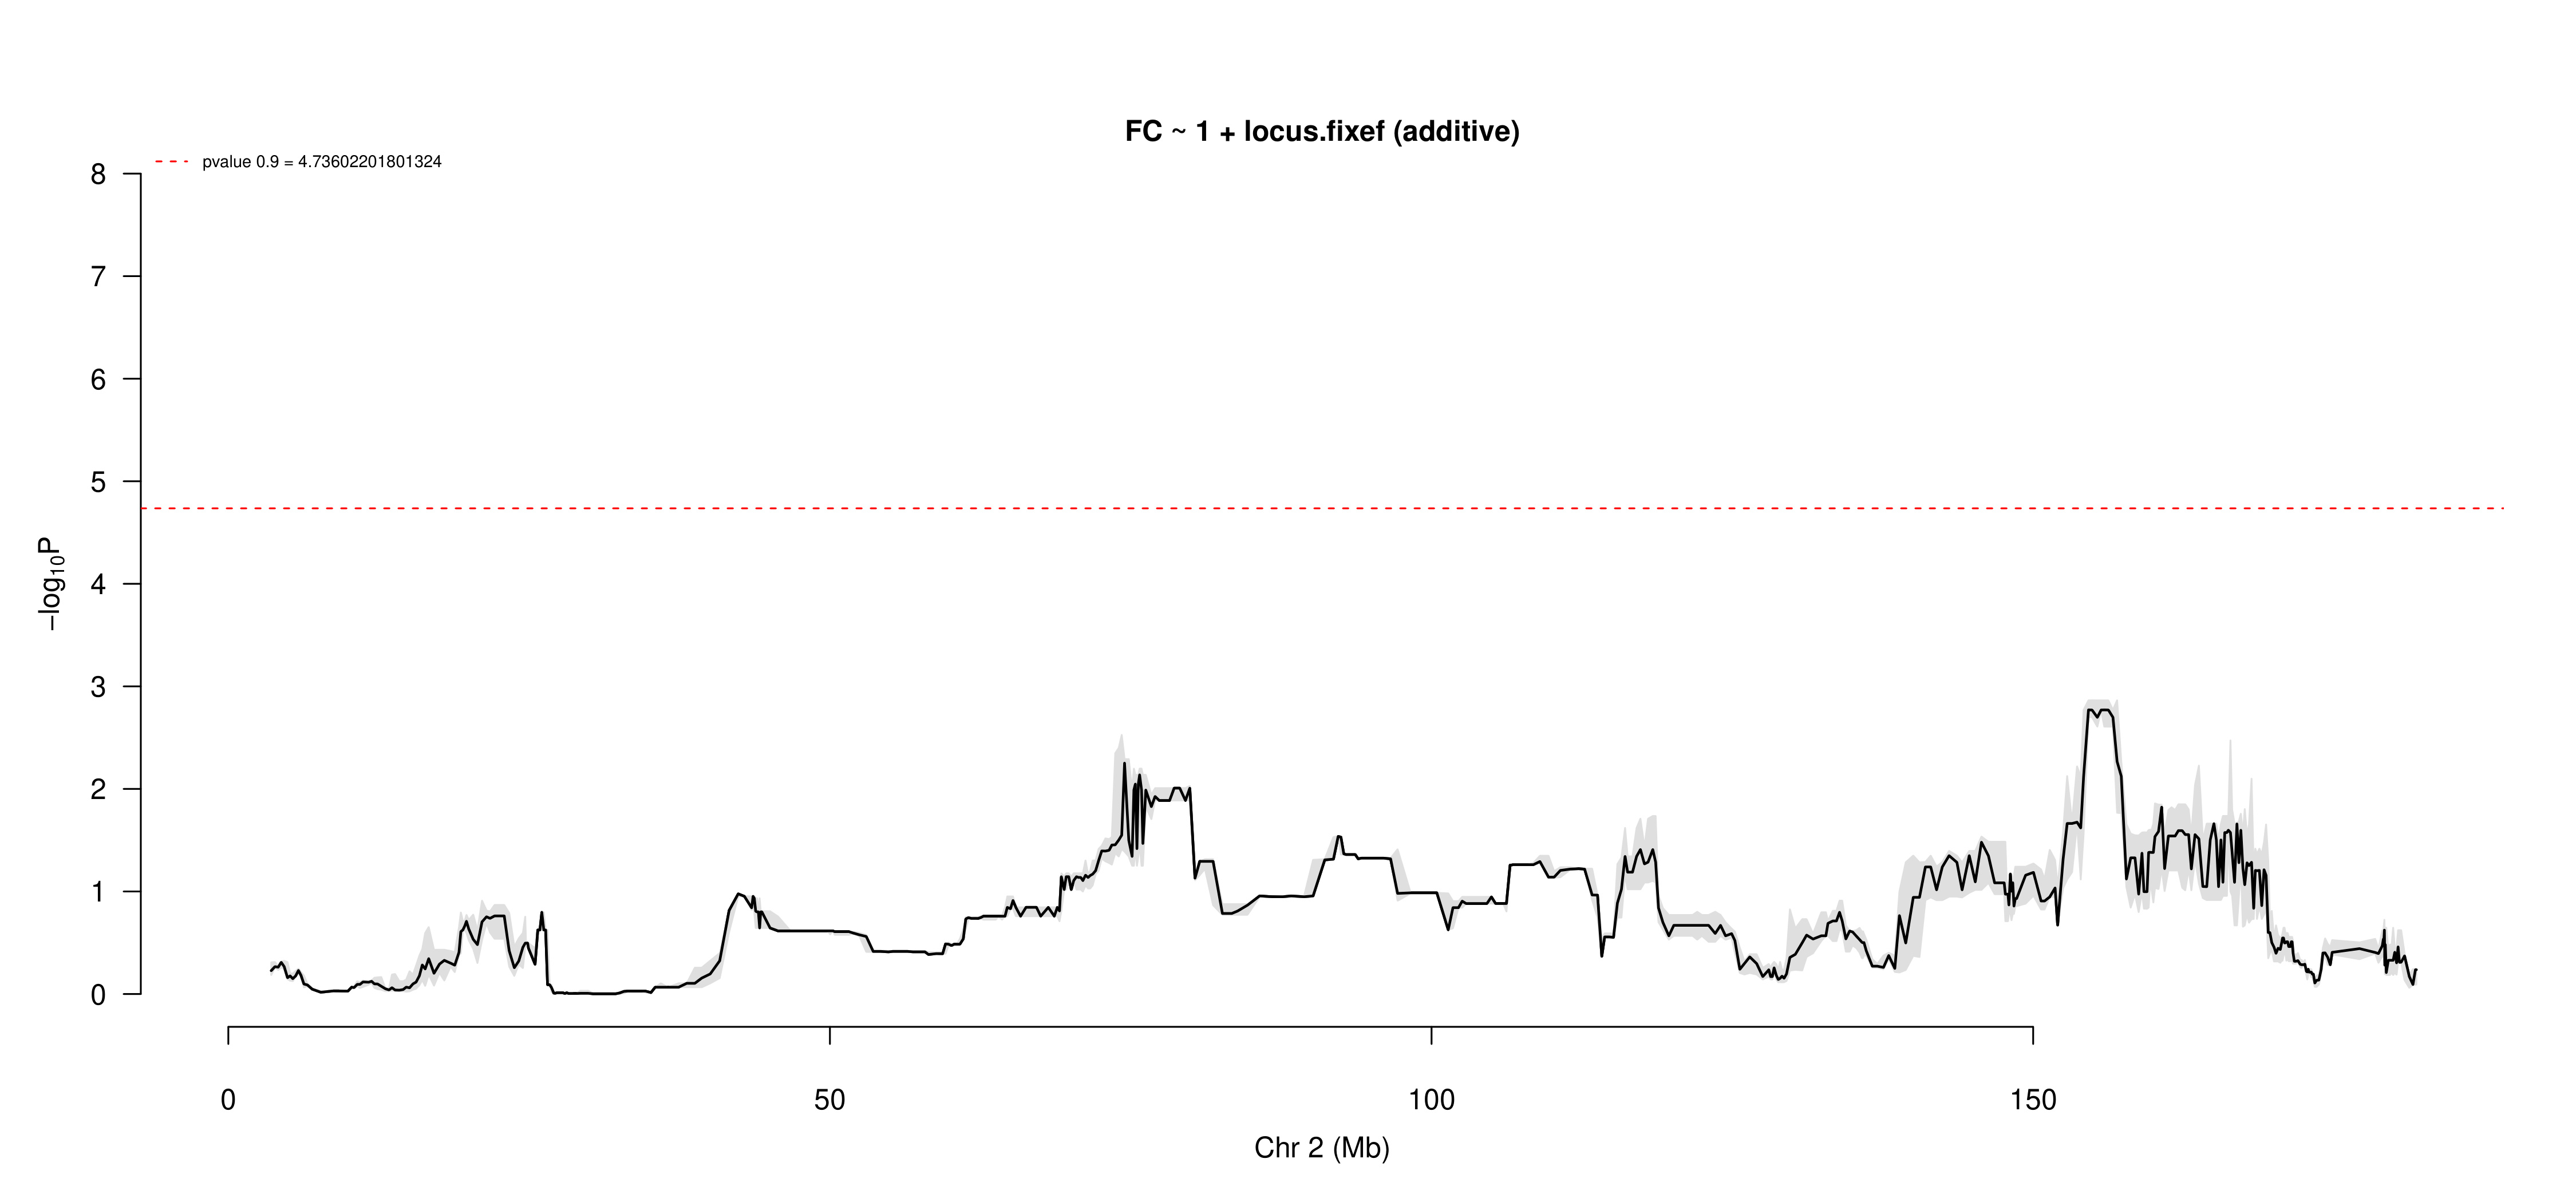 FC ~ 1 + locus.fixef (additive)
pvalue 0.9 = 4.73602201801324
8
7
6
5
4
3
2
1
0
−log10P
0 50 100 150
Chr 2 (Mb)